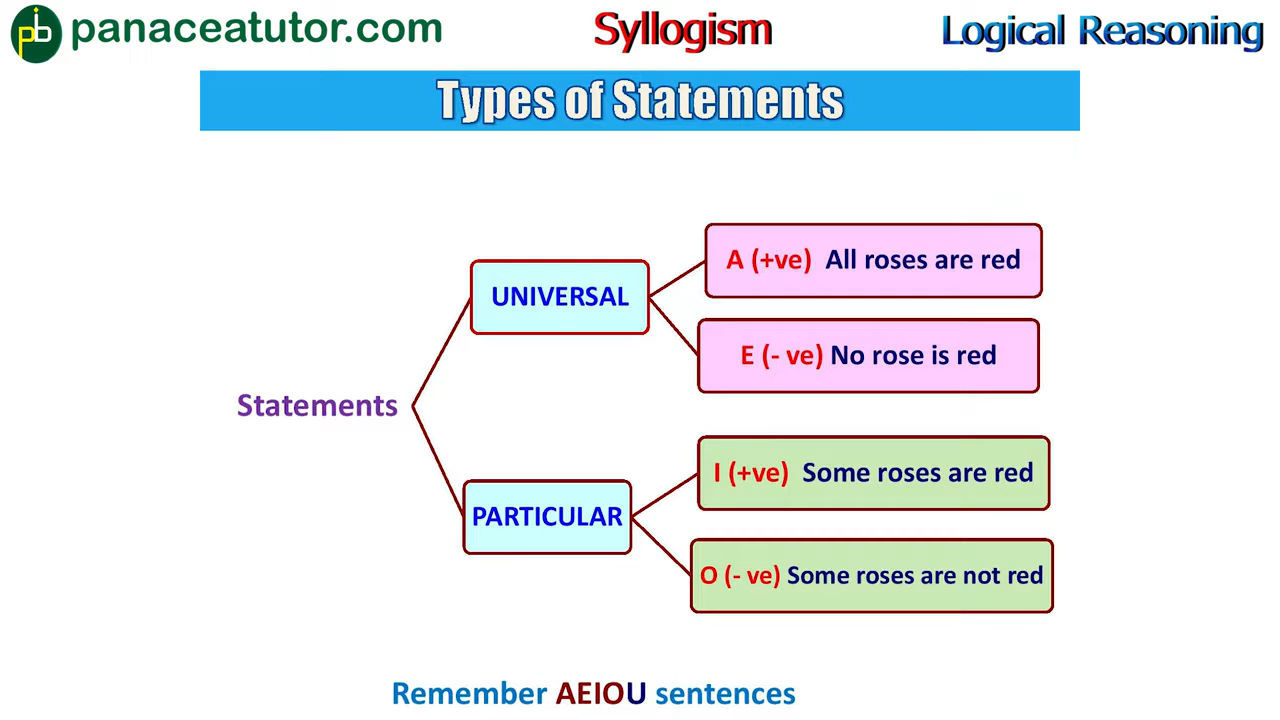 panaceatutor.com
Syllogism
Logical Reasoning
Types of Statements
Statements
UNIVERSAL
A (+ve) All roses are red
E (- ve) No rose is red
PARTICULAR
I (+ve) Some roses are red
O (- ve) Some roses are not red
Remember AEIOU sentences